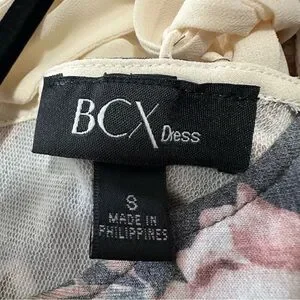 BCX Dress
S
MADE IN
PHILIPPINES